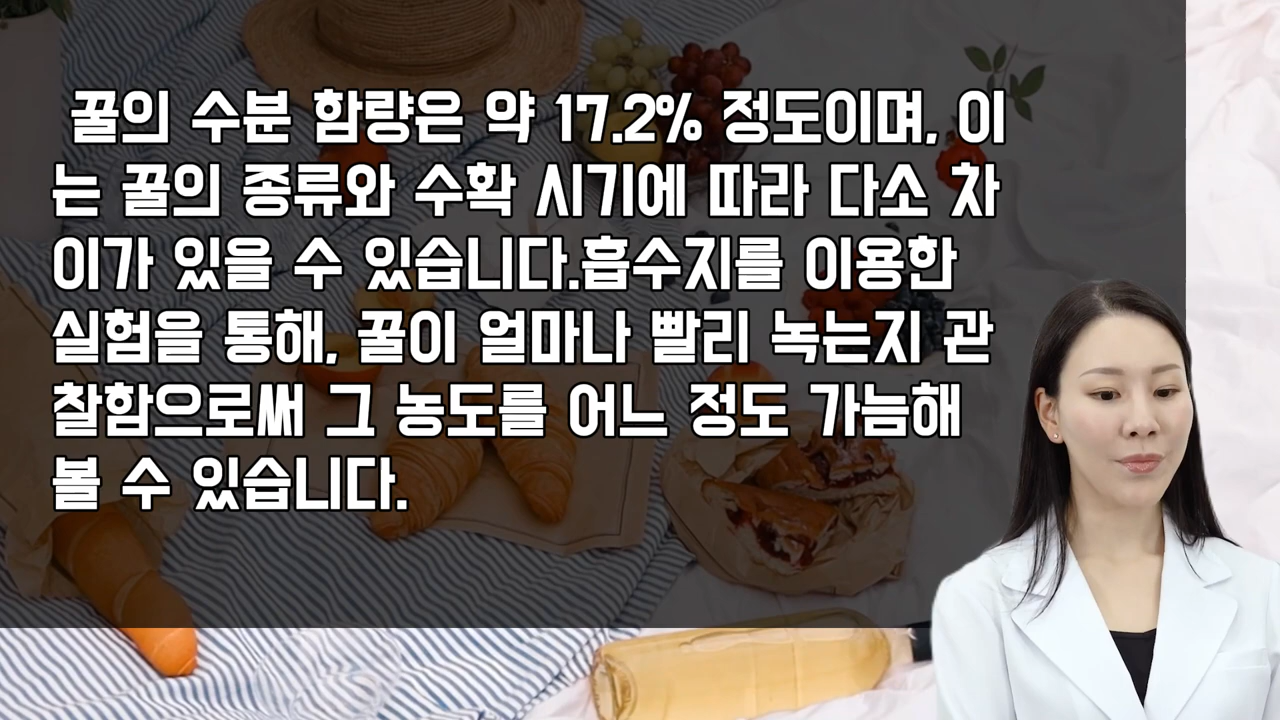 꿀의 수분 함량은 약 17.2% 정도이며, 이
는 꿀의 종류와 수확 시기에 따라 다소 차
이가 있을 수 있습니다.흡수지를 이용한
실험을 통해, 꿀이 얼마나 빨리 녹는지 관
찰함으로써 그 농도를 어느 정도 가늠해
볼 수 있습니다.